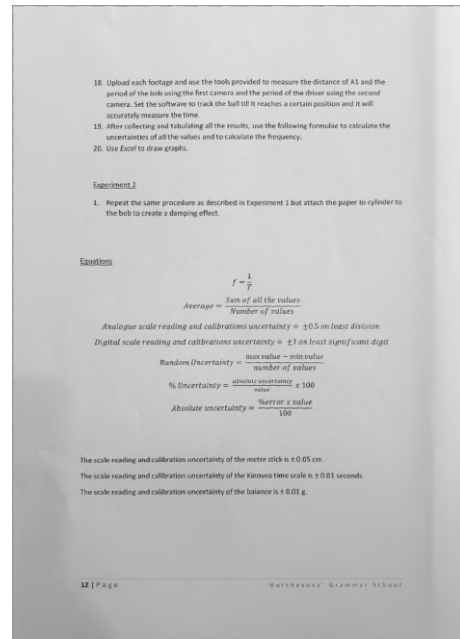 18. Upload each footage and use the tools provided to measure the distance of A1 and the
period of the bob using the first camera and the period of the driver using the second
camera. Set the software to track the ball till it reaches a certain position and it will
accurately measure the time.
19. After collecting and tabulating all the results, use the following formulae to calculate the
uncertainties of all the values and to calculate the frequency.
20. Use Excel to draw graphs.
Experiment 2
1. Repeat the same procedure as described in Experiment 1 but attach the paper to cylinder to
the bob to create a damping effect.
Equations
f = 1/T
Average = Sum of all the values / Number of values
Analogue scale reading and calibrations uncertainty = ±0.5 on least division
Digital scale reading and calibrations uncertainty = ±1 on least significant digit
Random Uncertainty = max value − min value / number of values
% Uncertainty = absolute uncertainty / value x 100
Absolute uncertainty = %error x value / 100
The scale reading and calibration uncertainty of the metre stick is ± 0.05 cm.
The scale reading and calibration uncertainty of the Kinovea time scale is ± 0.01 seconds.
The scale reading and calibration uncertainty of the balance is ± 0.01 g.
12 | Page
Hutchesons' Grammar School